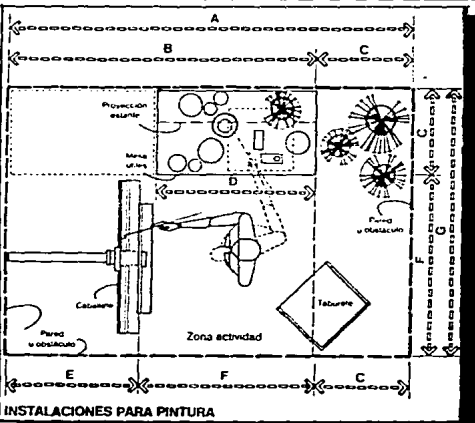 A
B
C
Proyección
estante
Mesa
útiles
D
C
G
F
Pared
u obstáculo
Caballete
Taburete
Pared
u obstáculo
Zona actividad
E
F
C
INSTALACIONES PARA PINTURA